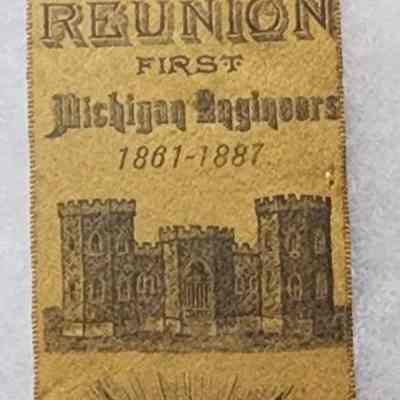 REUNION
FIRST
Michigan Engineers
1861-1887.